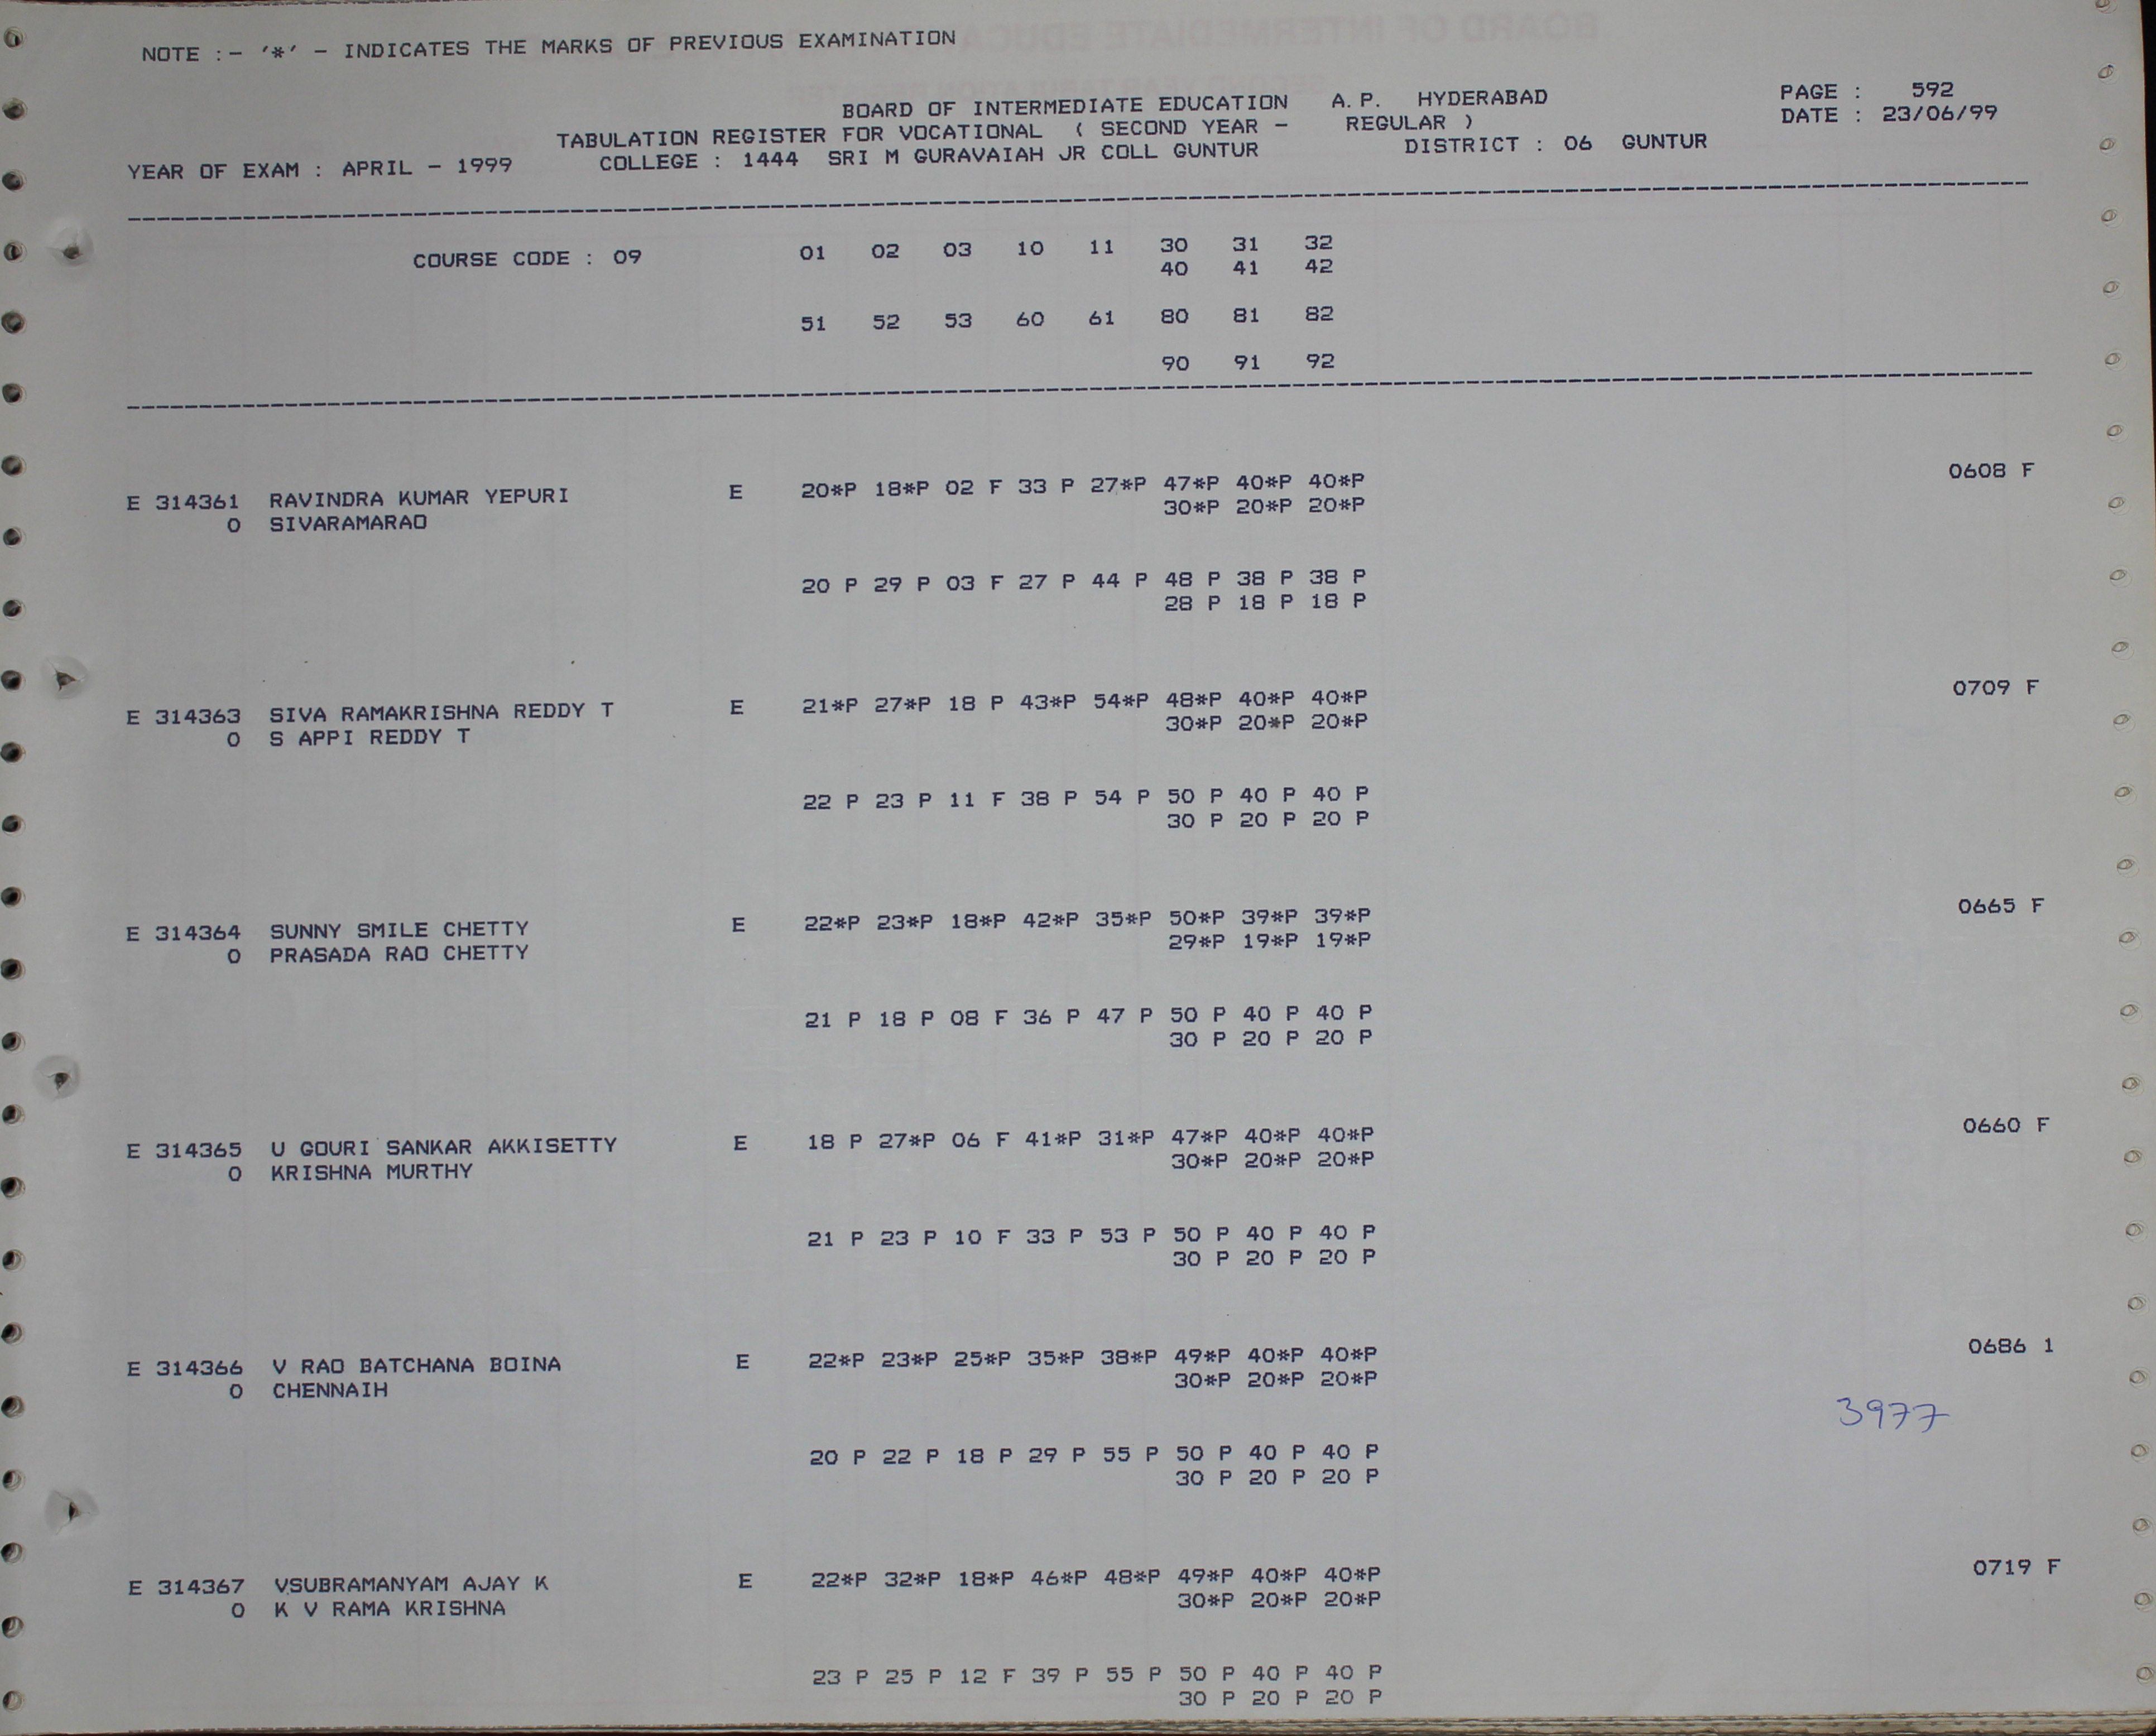 NOTE :- '*' - INDICATES THE MARKS OF PREVIOUS EXAMINATION
BOARD OF INTERMEDIATE EDUCATION A.P. HYDERABAD PAGE : 592
TABULATION REGISTER FOR VOCATIONAL ( SECOND YEAR - REGULAR ) DATE : 23/06/99
YEAR OF EXAM : APRIL - 1999 COLLEGE : 1444 SRI M GURAVAIAH JR COLL GUNTUR DISTRICT : 06 GUNTUR
COURSE CODE : 09 01 02 03 10 11 30 31 32
40 41 42
51 52 53 60 61 80 81 82
90 91 92
E 314361 RAVINDRA KUMAR YEPURI E 20*P 18*P 02 F 33 P 27*P 47*P 40*P 40*P 0608 F
0 SIVARAMARAO 30*P 20*P 20*P
20 P 29 P 03 F 27 P 44 P 48 P 38 P 38 P
28 P 18 P 18 P
E 314363 SIVA RAMAKRISHNA REDDY T E 21*P 27*P 18 P 43*P 54*P 48*P 40*P 40*P 0709 F
0 S APPI REDDY T 30*P 20*P 20*P
22 P 23 P 11 F 38 P 54 P 50 P 40 P 40 P
30 P 20 P 20 P
E 314364 SUNNY SMILE CHETTY E 22*P 23*P 18*P 42*P 35*P 50*P 39*P 39*P 0665 F
0 PRASADA RAO CHETTY 29*P 19*P 19*P
21 P 18 P 08 F 36 P 47 P 50 P 40 P 40 P
30 P 20 P 20 P
E 314365 U GOURI SANKAR AKKISETTY E 18 P 27*P 06 F 41*P 31*P 47*P 40*P 40*P 0660 F
0 KRISHNA MURTHY 30*P 20*P 20*P
21 P 23 P 10 F 33 P 53 P 50 P 40 P 40 P
30 P 20 P 20 P
E 314366 V RAO BATCHANA BOINA E 22*P 23*P 25*P 35*P 38*P 49*P 40*P 40*P 0686 1
0 CHENNAIH 30*P 20*P 20*P
3977
20 P 22 P 18 P 29 P 55 P 50 P 40 P 40 P
30 P 20 P 20 P
E 314367 VSUBRAMANYAM AJAY K E 22*P 32*P 18*P 46*P 48*P 49*P 40*P 40*P 0719 F
0 K V RAMA KRISHNA 30*P 20*P 20*P
23 P 25 P 12 F 39 P 55 P 50 P 40 P 40 P
30 P 20 P 20 P